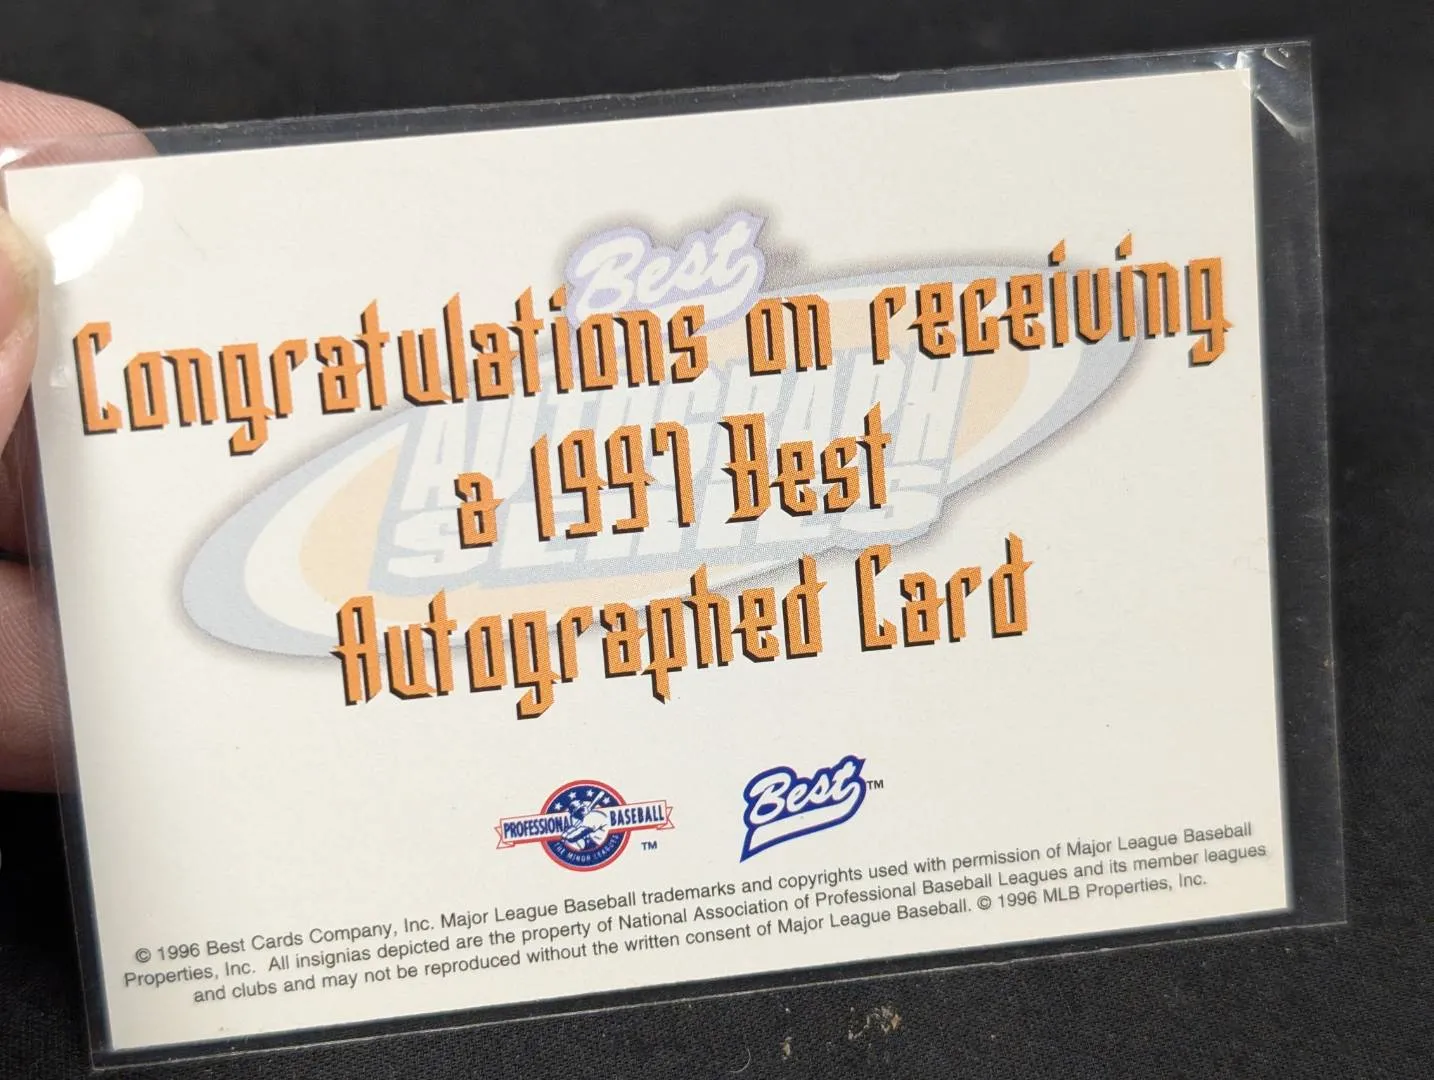 Best
AUTOGRAPH
SERIES
Congratulations on receiving
a 1997 Best
Autographed Card
PROFESSIONAL BASEBALL
THE MINOR LEAGUES
TM
Best TM
© 1996 Best Cards Company, Inc. Major League Baseball trademarks and copyrights used with permission of Major League Baseball
Properties, Inc. All insignias depicted are the property of National Association of Professional Baseball Leagues and its member leagues
and clubs and may not be reproduced without the written consent of Major League Baseball. © 1996 MLB Properties, Inc.